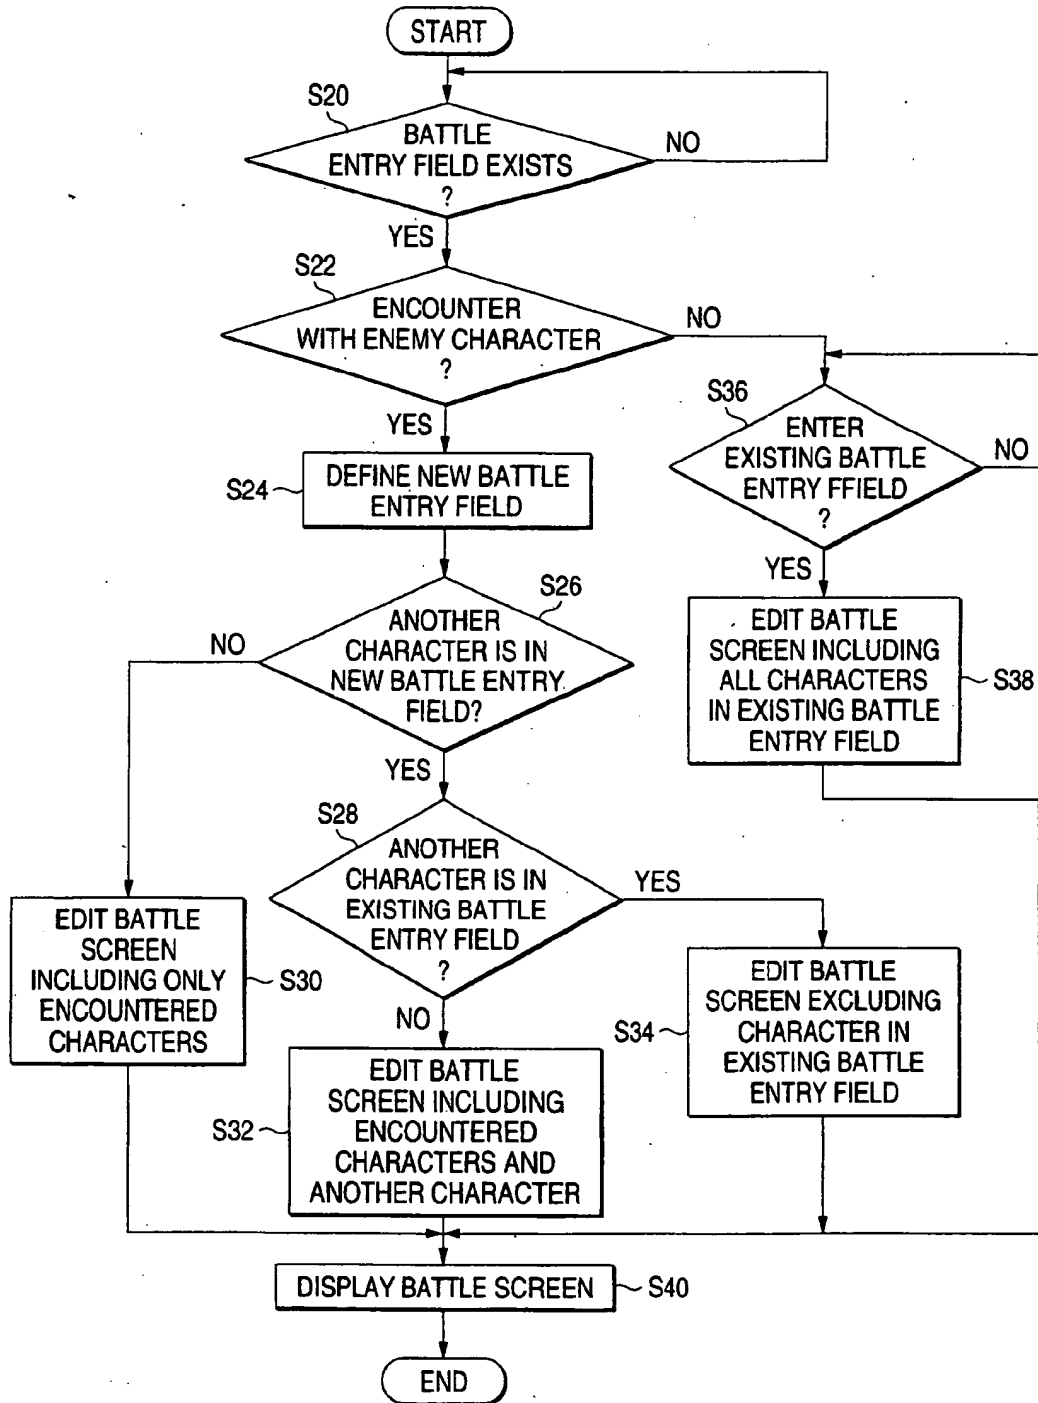 START
S20
BATTLE
ENTRY FIELD EXISTS
?
NO
YES
S22
ENCOUNTER
WITH ENEMY CHARACTER
?
NO
YES
S36
ENTER
EXISTING BATTLE
ENTRY FFIELD
?
NO
YES
S24
DEFINE NEW BATTLE
ENTRY FIELD
S26
ANOTHER
CHARACTER IS IN
NEW BATTLE ENTRY
FIELD?
NO
YES
EDIT BATTLE
SCREEN INCLUDING
ALL CHARACTERS
IN EXISTING BATTLE
ENTRY FIELD
S38
S28
ANOTHER
CHARACTER IS IN
EXISTING BATTLE
ENTRY FIELD
?
YES
NO
EDIT BATTLE
SCREEN
INCLUDING ONLY
ENCOUNTERED
CHARACTERS
S30
EDIT BATTLE
SCREEN EXCLUDING
CHARACTER IN
EXISTING BATTLE
ENTRY FIELD
S34
S32
EDIT BATTLE
SCREEN INCLUDING
ENCOUNTERED
CHARACTERS AND
ANOTHER CHARACTER
DISPLAY BATTLE SCREEN
S40
END